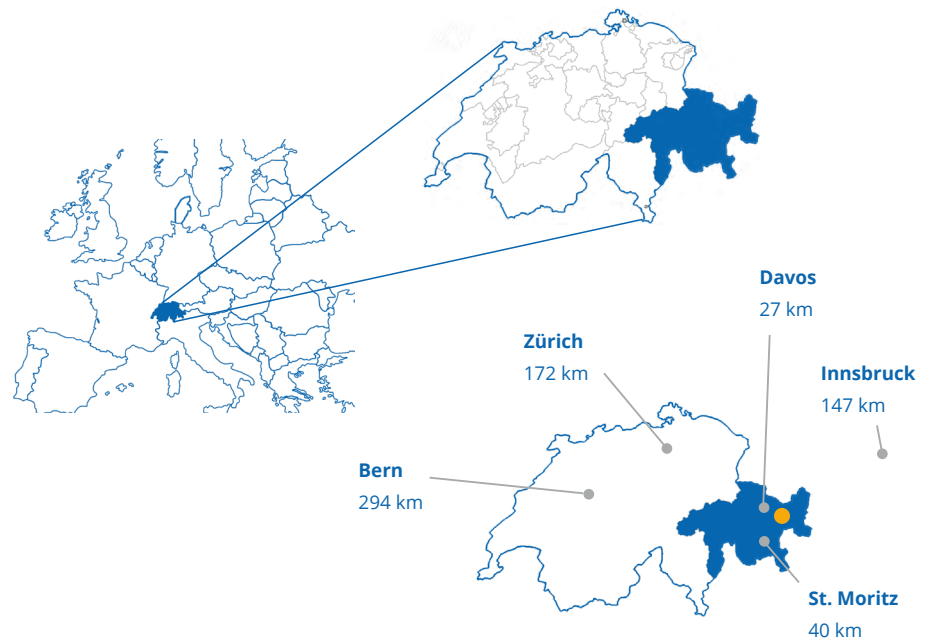 Davos
27 km
Zürich
172 km
Innsbruck
147 km
Bern
294 km
St. Moritz
40 km